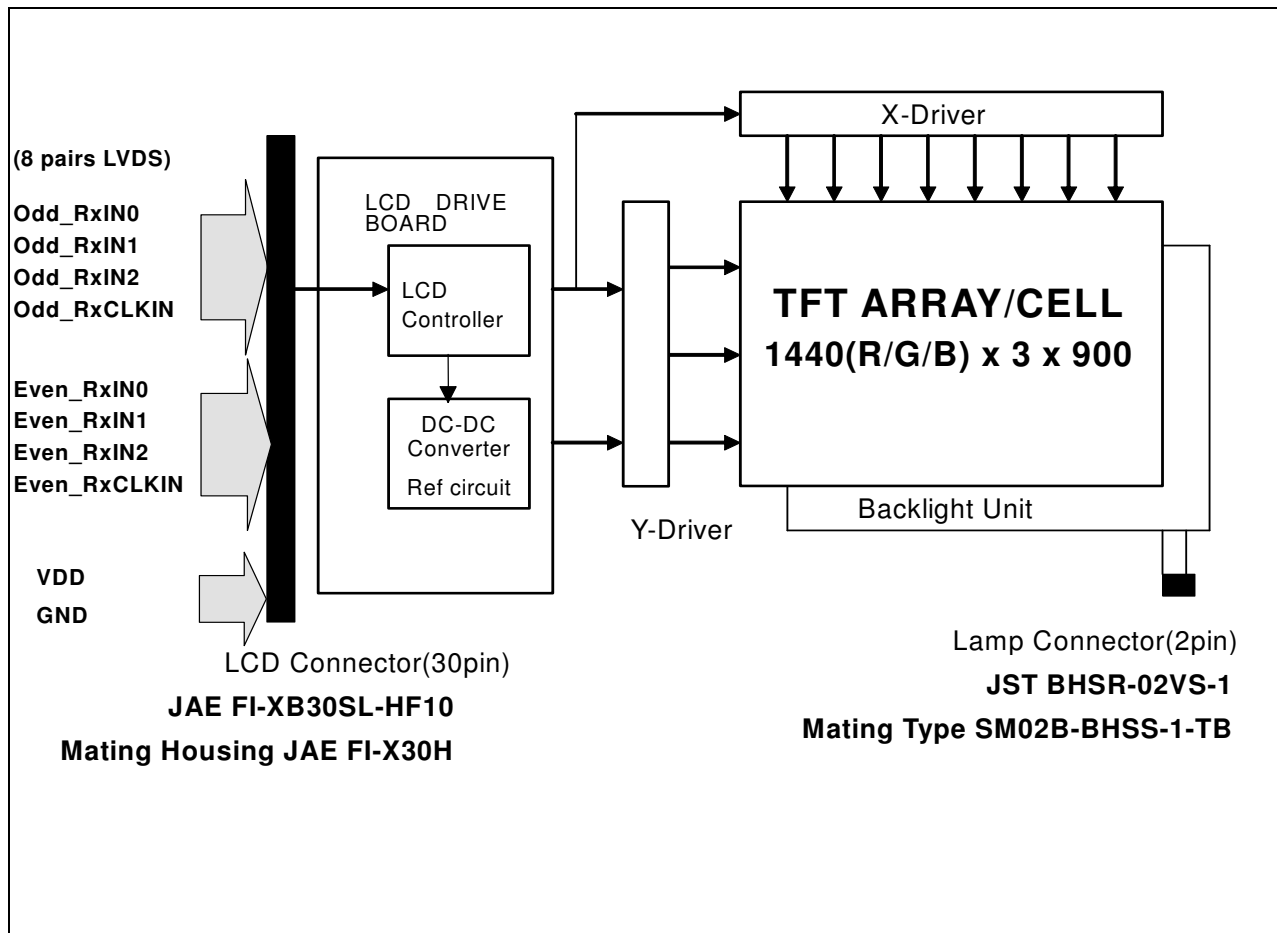 (8 pairs LVDS)
Odd_RxIN0
Odd_RxIN1
Odd_RxIN2
Odd_RxCLKIN
Even_RxIN0
Even_RxIN1
Even_RxIN2
Even_RxCLKIN
VDD
GND
LCD DRIVE
BOARD
LCD
Controller
DC-DC
Converter
Ref circuit
X-Driver
Y-Driver
TFT ARRAY/CELL
1440(R/G/B) x 3 x 900
Backlight Unit
LCD Connector(30pin)
JAE FI-XB30SL-HF10
Mating Housing JAE FI-X30H
Lamp Connector(2pin)
JST BHSR-02VS-1
Mating Type SM02B-BHSS-1-TB